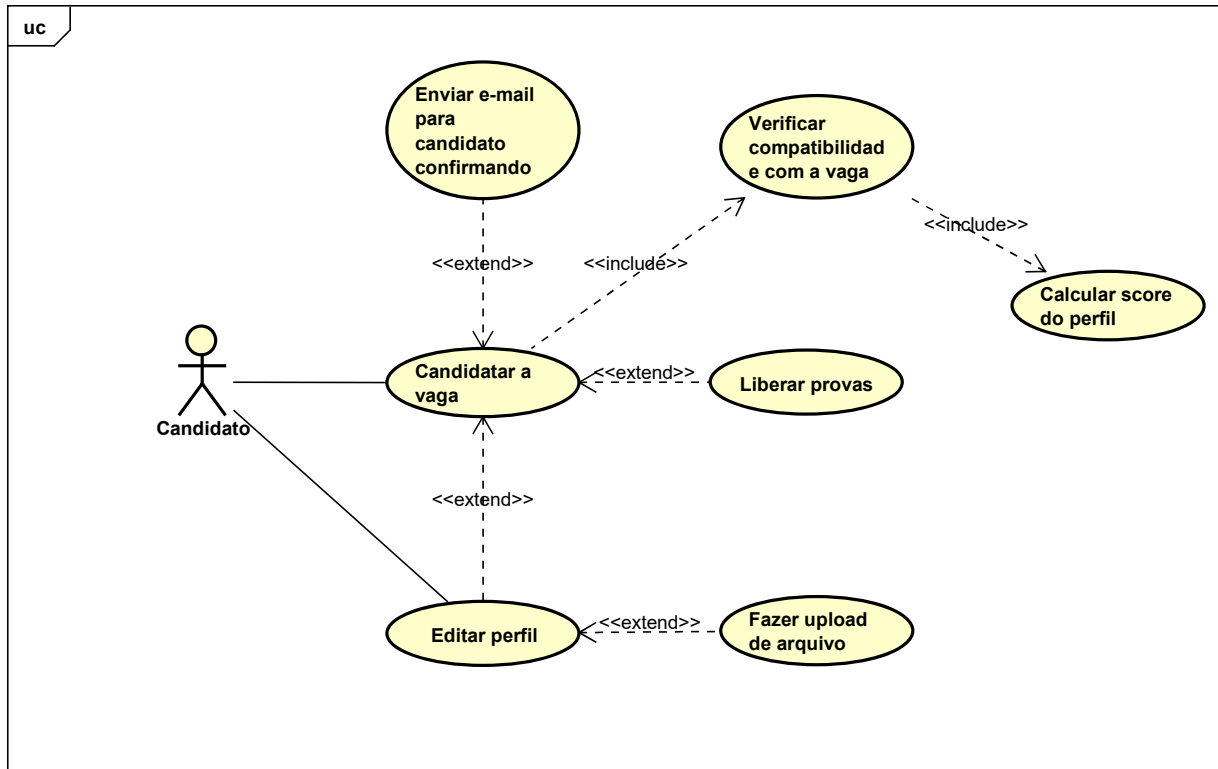 uc
Enviar e-mail
para
candidato
confirmando
Verificar
compatibilidad
e com a vaga
<<extend>>
<<include>>
<<include>>
Calcular score
do perfil
Candidatar a
vaga
<<extend>>
Liberar provas
Candidato
<<extend>>
Editar perfil
<<extend>>
Fazer upload
de arquivo